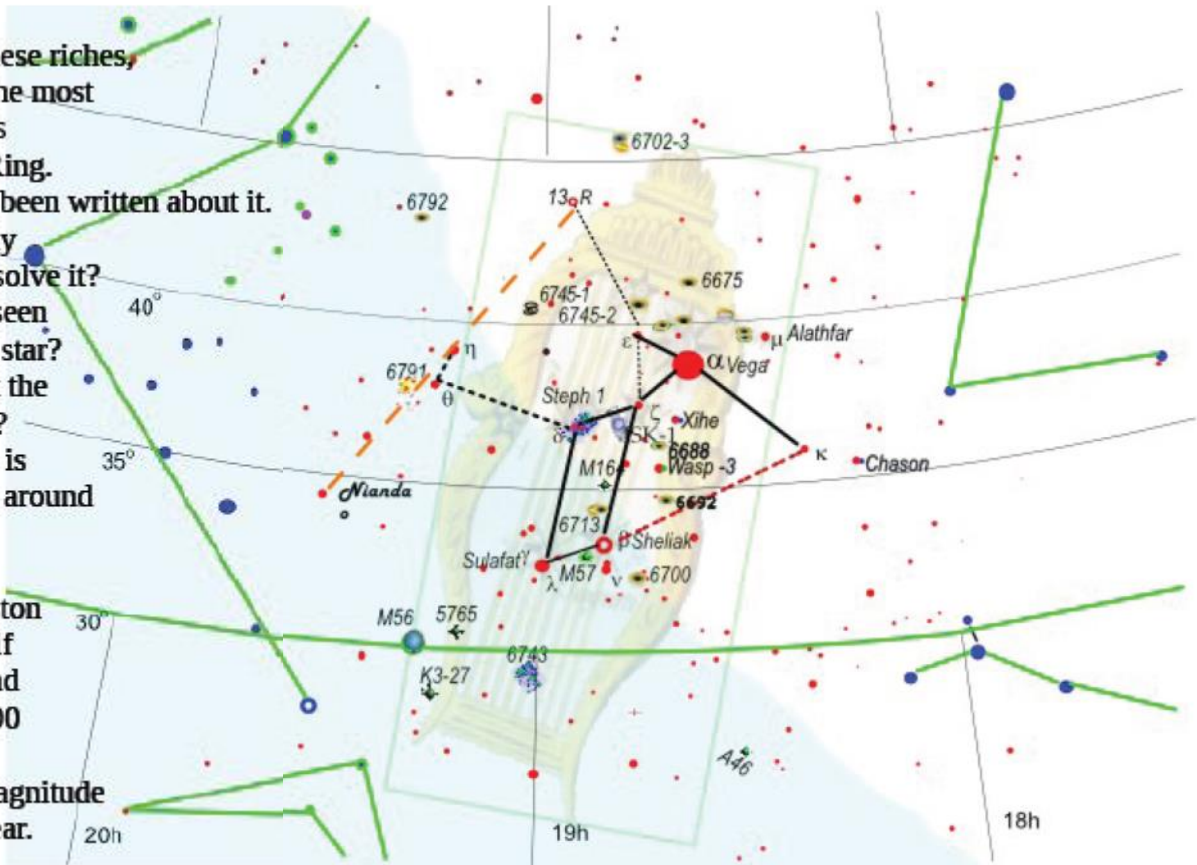 ese riches,
he most
s
Ring.
been written about it.
y
solve it?
seen
star?
t the
?
is
around
ton
if
nd
00
agnitude
ear.
6702-3
13 R
6792
6675
6745-1
6745-2
40°
ε
μ Alathfar
α Vega
η
6791
θ
Steph 1
ζ
Xihe
δ
SK-1
6688
κ
M16
Wasp -3
Chason
35°
Nianda
6692
6713
β Sheliak
Sulafat γ
M57
ν
6700
λ
30°
M56
5765
6743
K3-27
A46
20h
19h
18h